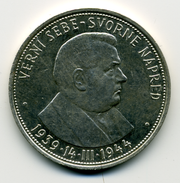 VERNÍ SEBE-SVORNE NAPRED
1939·14·III·1944